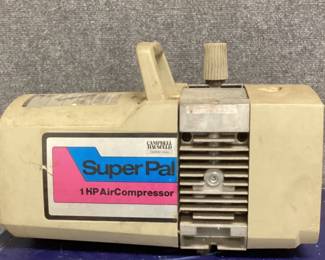 CAMPBELL
HAUSFELD
Super Pal
1 HP Air Compressor